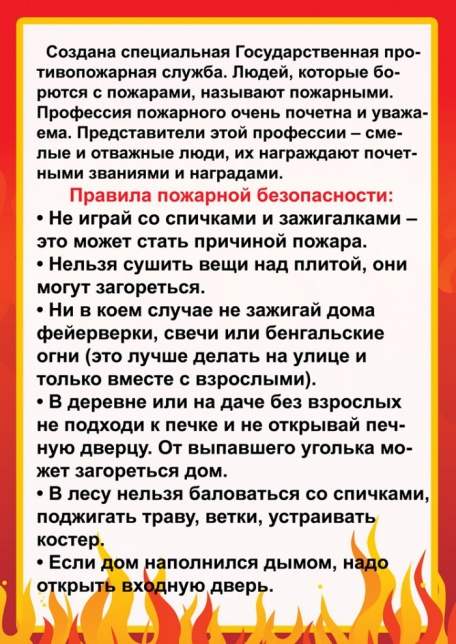 Создана специальная Государственная про-
тивопожарная служба. Людей, которые бо-
рются с пожарами, называют пожарными.
Профессия пожарного очень почетна и уважа-
ема. Представители этой профессии – сме-
лые и отважные люди, их награждают почет-
ными званиями и наградами.
Правила пожарной безопасности:
• Не играй со спичками и зажигалками –
это может стать причиной пожара.
• Нельзя сушить вещи над плитой, они
могут загореться.
• Ни в коем случае не зажигай дома
фейерверки, свечи или бенгальские
огни (это лучше делать на улице и
только вместе с взрослыми).
• В деревне или на даче без взрослых
не подходи к печке и не открывай печ-
ную дверцу. От выпавшего уголька мо-
жет загореться дом.
• В лесу нельзя баловаться со спичками,
поджигать траву, ветки, устраивать
костер.
• Если дом наполнился дымом, надо
открыть входную дверь.